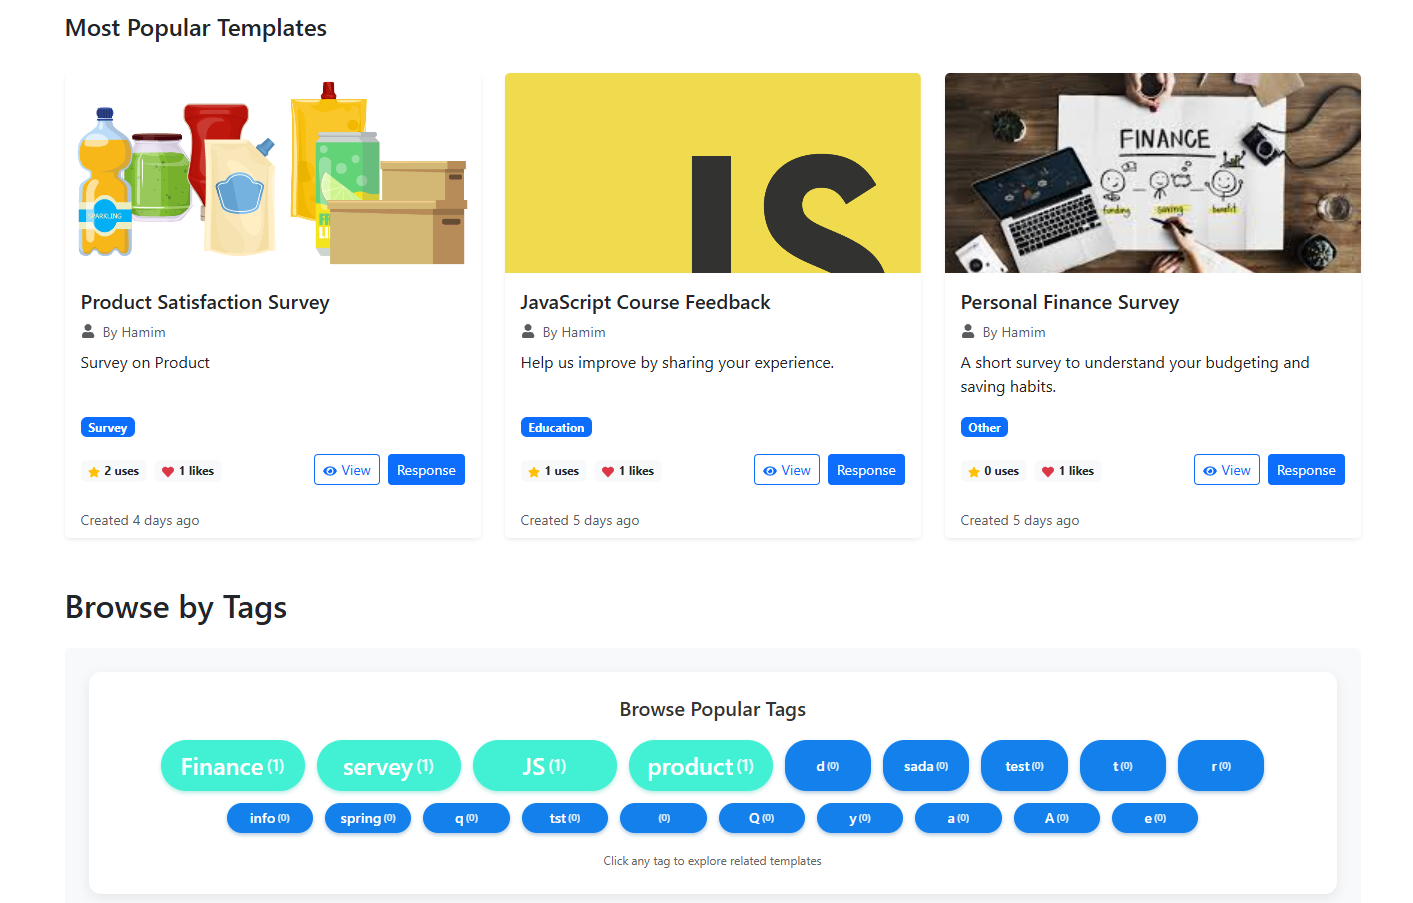 Most Popular Templates
SPARKLING
FR
LI
JS
FINANCE
funding saving benefit
Product Satisfaction Survey
By Hamim
Survey on Product
Survey
2 uses 1 likes View Response
Created 4 days ago
JavaScript Course Feedback
By Hamim
Help us improve by sharing your experience.
Education
1 uses 1 likes View Response
Created 5 days ago
Personal Finance Survey
By Hamim
A short survey to understand your budgeting and
saving habits.
Other
0 uses 1 likes View Response
Created 5 days ago
Browse by Tags
Browse Popular Tags
Finance (1) servey (1) JS (1) product (1) d (0) sada (0) test (0) t (0) r (0)
info (0) spring (0) q (0) tst (0) (0) Q (0) y (0) a (0) A (0) e (0)
Click any tag to explore related templates